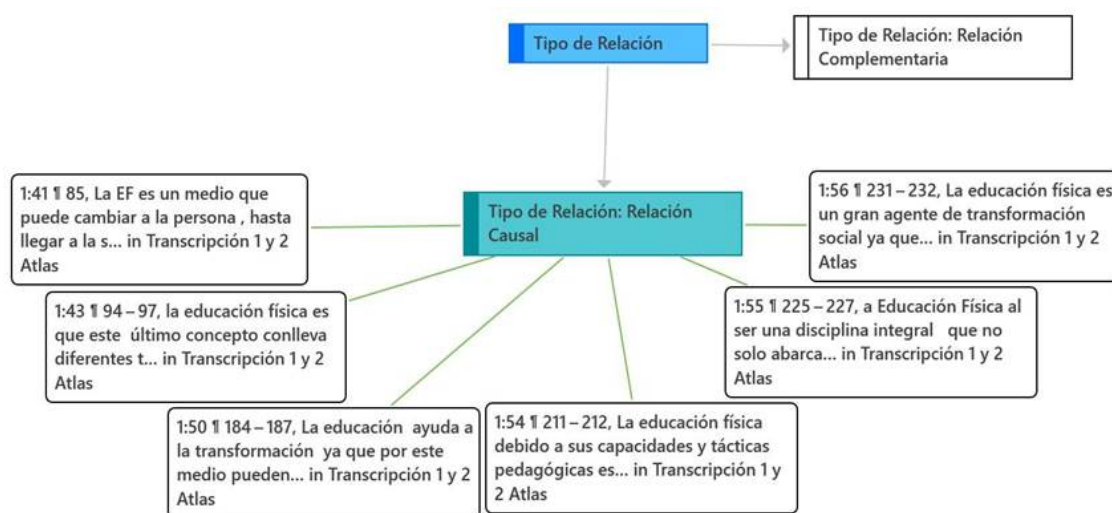 Tipo de Relación
Tipo de Relación: Relación
Complementaria
1:41 ¶ 85, La EF es un medio que
puede cambiar a la persona , hasta
llegar a la s... in Transcripción 1 y 2
Atlas
Tipo de Relación: Relación
Causal
1:56 ¶ 231 – 232, La educación física es
un gran agente de transformación
social ya que... in Transcripción 1 y 2
Atlas
1:43 ¶ 94 – 97, la educación física es
que este último concepto conlleva
diferentes t... in Transcripción 1 y 2
Atlas
1:55 ¶ 225 – 227, a Educación Física al
ser una disciplina integral que no
solo abarca... in Transcripción 1 y 2
Atlas
1:50 ¶ 184 – 187, La educación ayuda a
la transformación ya que por este
medio pueden... in Transcripción 1 y 2
Atlas
1:54 ¶ 211 – 212, La educación física
debido a sus capacidades y tácticas
pedagógicas es... in Transcripción 1 y
2 Atlas